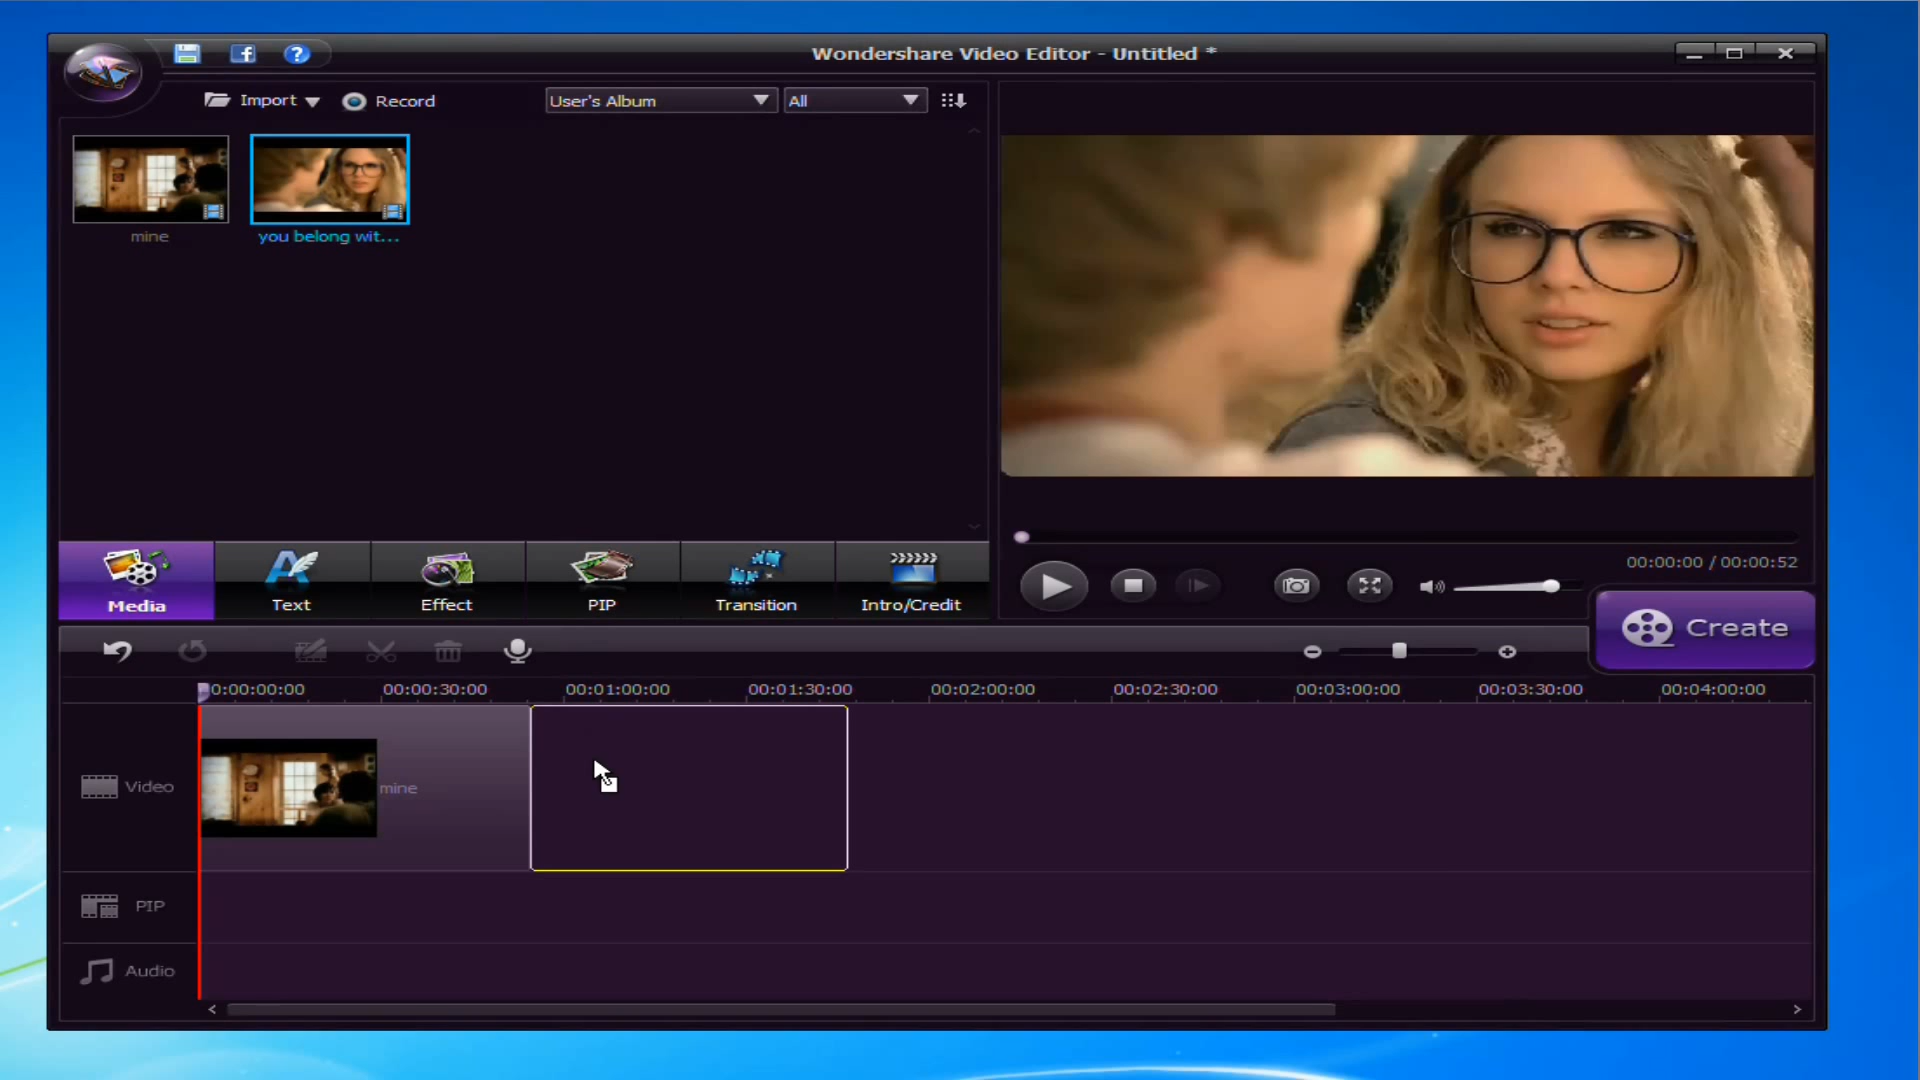 Wondershare Video Editor - Untitled *
Import
Record
User's Album
All
mine
you belong wit...
00:00:00 / 00:00:52
Media
Text
Effect
PIP
Transition
Intro/Credit
Create
0:00:00:00
00:00:30:00
00:01:00:00
00:01:30:00
00:02:00:00
00:02:30:00
00:03:00:00
00:03:30:00
00:04:00:00
Video
mine
PIP
Audio